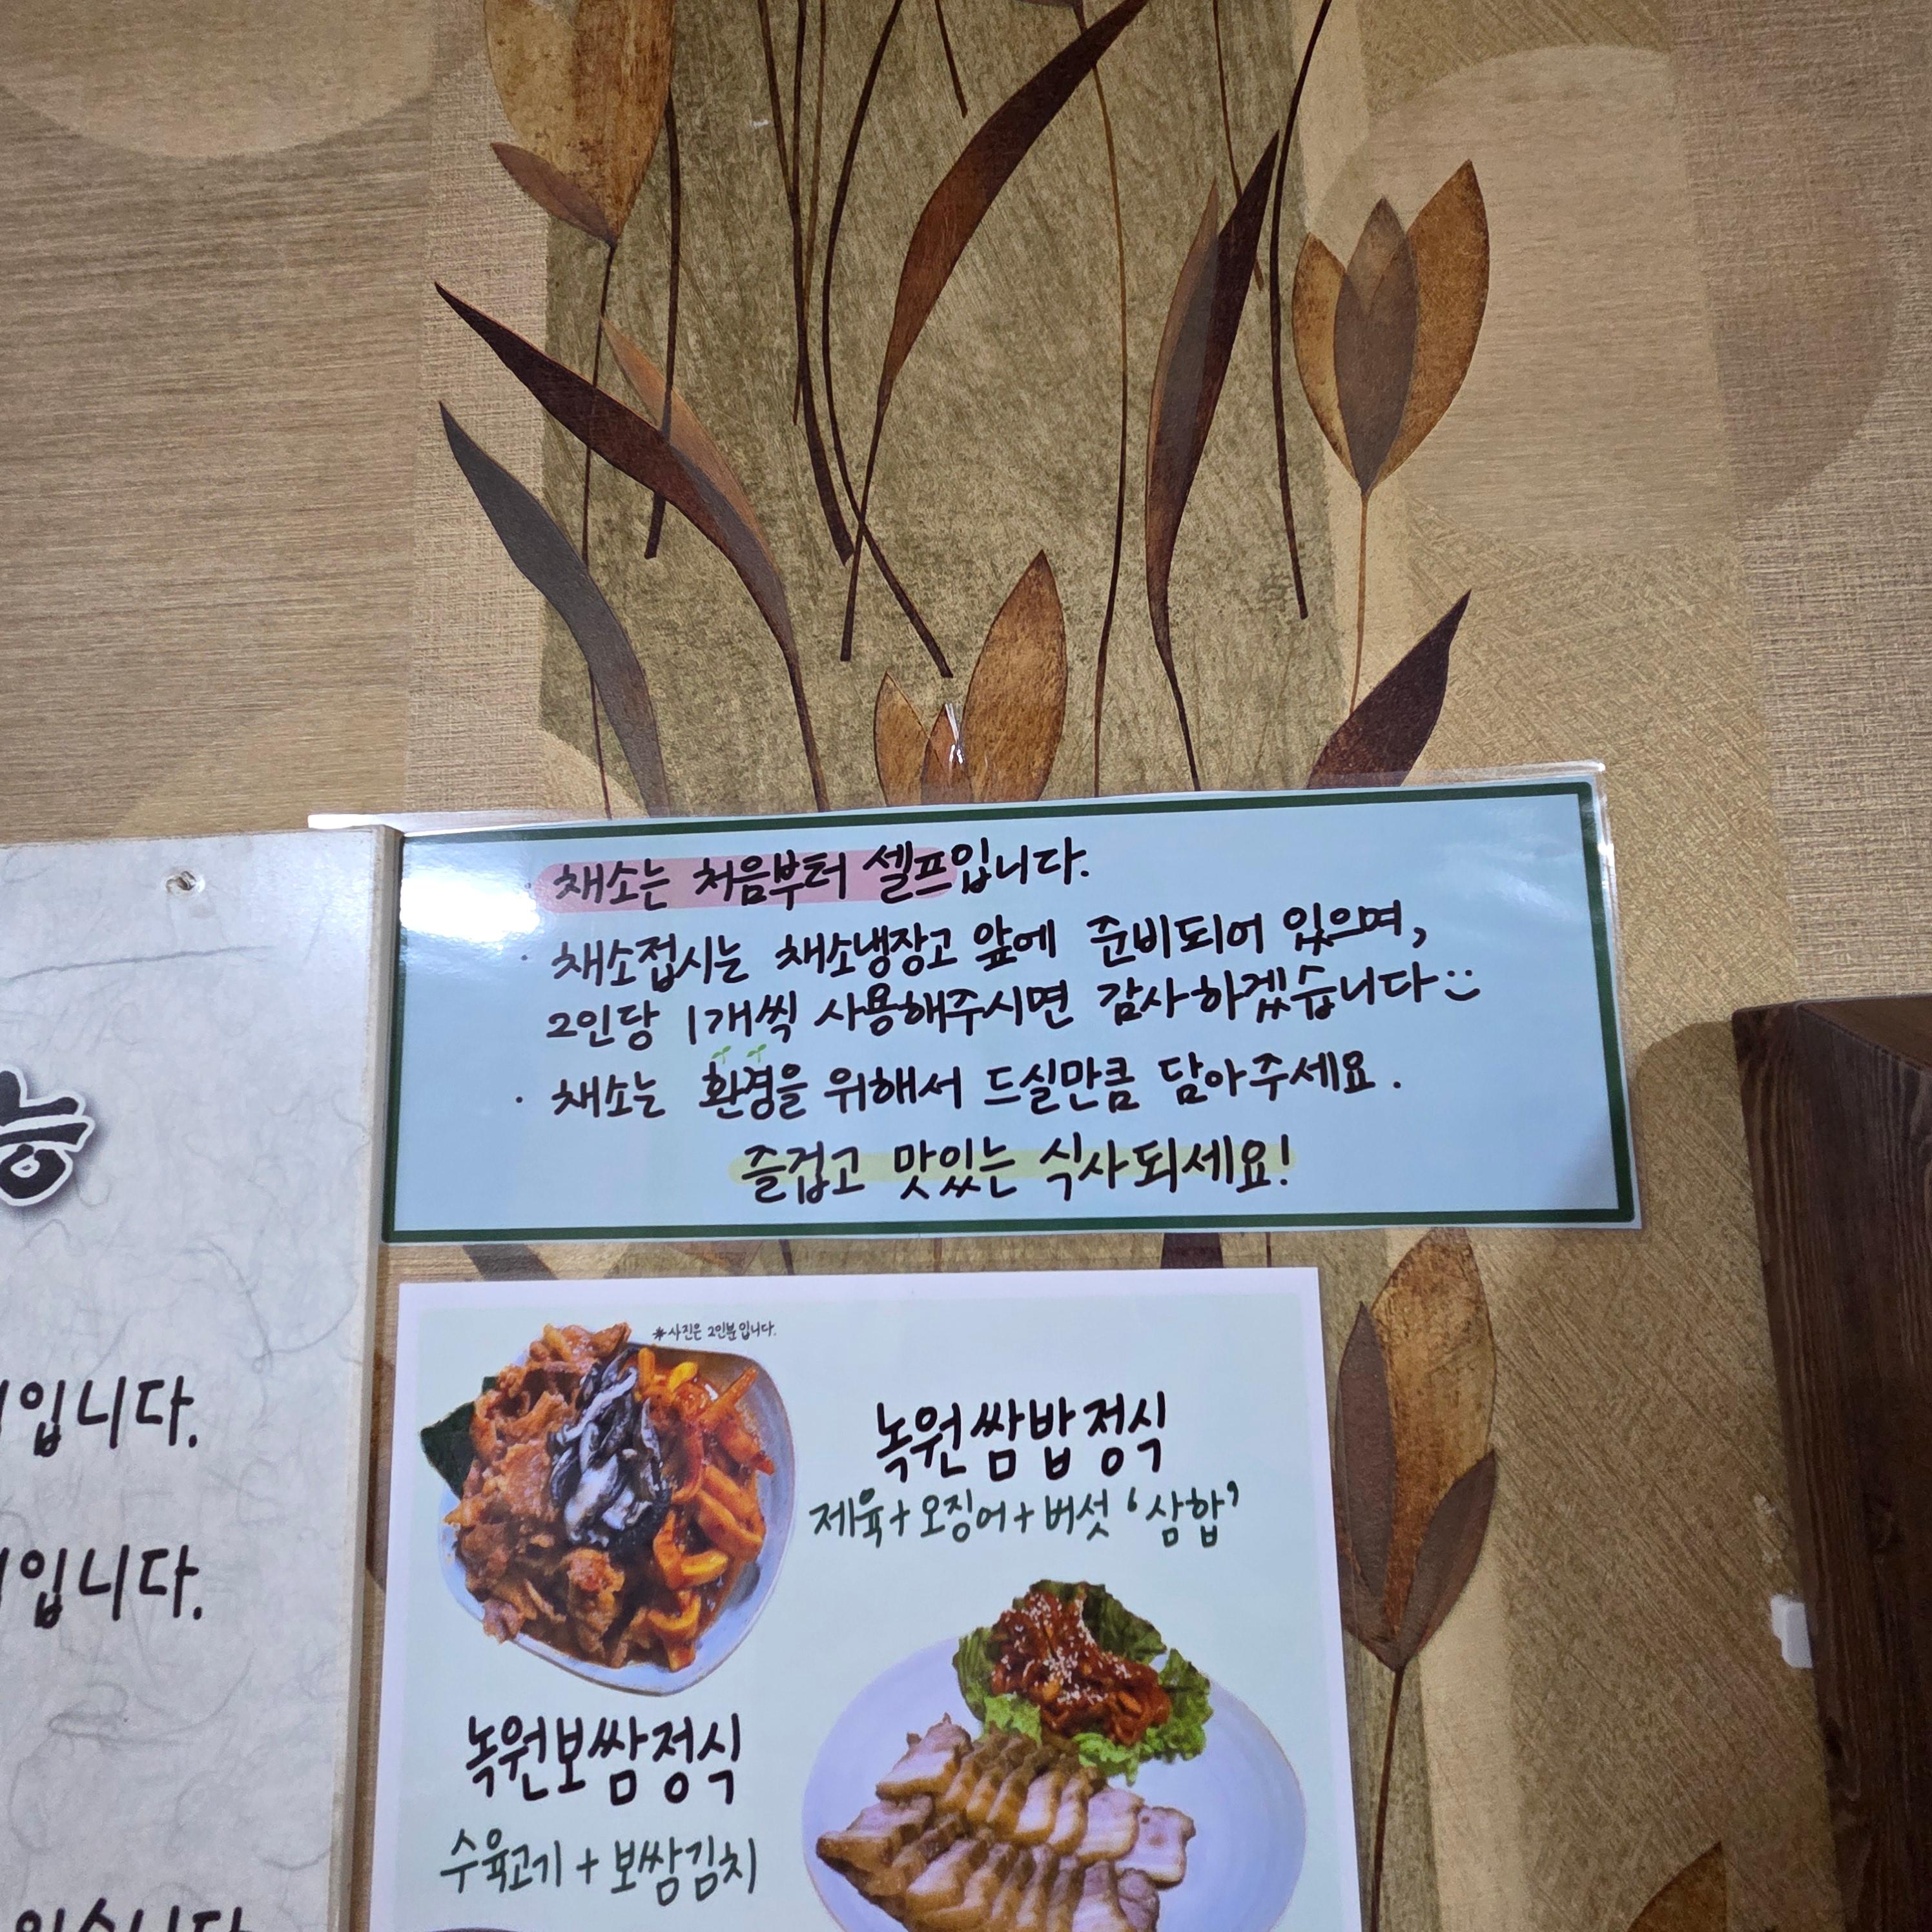 · 채소는 처음부터 셀프입니다.
· 채소접시는 채소냉장고 앞에 준비되어 있으며,
2인당 1개씩 사용해주시면 감사하겠습니다 :)
· 채소는 환경을 위해서 드실만큼 담아주세요.
즐겁고 맛있는 식사되세요!
입니다.
입니다.
있습니다
*사진은 2인분입니다.
녹원쌈밥정식
제육+오징어+버섯 '삼합'
녹원보쌈정식
수육고기+보쌈김치